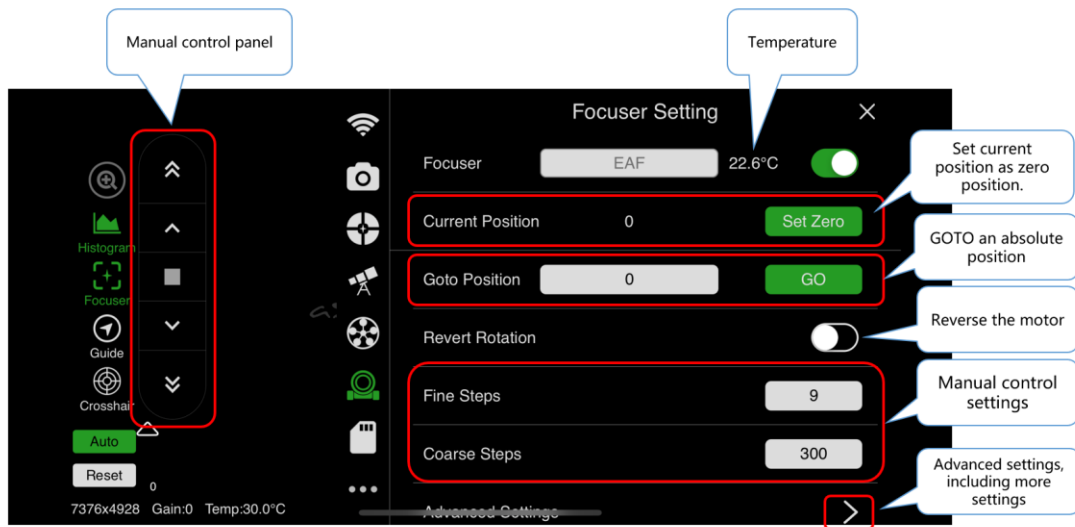 Manual control panel
Temperature
Focuser Setting
Focuser
EAF
22.6°C
Set current
position as zero
position.
Current Position
0
Set Zero
GOTO an absolute
position
Goto Position
0
GO
Histogram
Focuser
Guide
Crosshair
Auto
Reset
0
7376x4928 Gain:0 Temp:30.0°C
Revert Rotation
Reverse the motor
Fine Steps
9
Manual control
settings
Coarse Steps
300
Advanced Settings
Advanced settings,
including more
settings